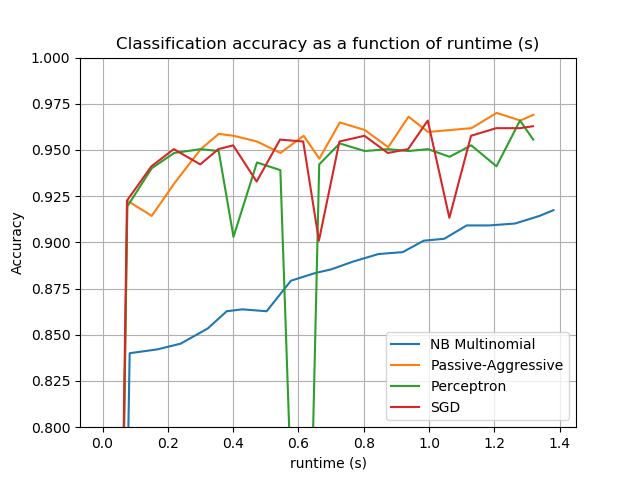 Classification accuracy as a function of runtime (s)
1.000
0.975
0.950
0.925
0.900
0.875
0.850
0.825
0.800
Accuracy
NB Multinomial
Passive-Aggressive
Perceptron
SGD
0.0 0.2 0.4 0.6 0.8 1.0 1.2 1.4
runtime (s)